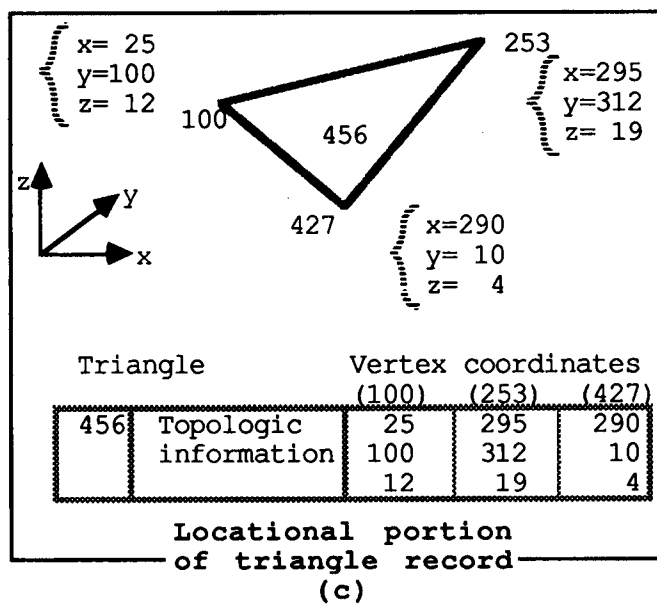 x= 25
y=100
z= 12
253
x=295
y=312
z= 19
100
456
z
y
x
427
x=290
y= 10
z= 4
Triangle Vertex coordinates
(100) (253) (427)
456 Topologic 25 295 290
information 100 312 10
12 19 4
Locational portion
of triangle record
(c)